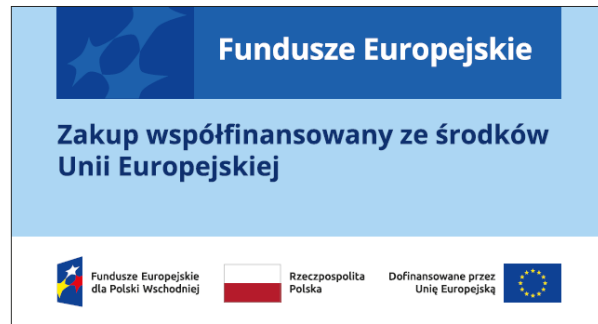 Fundusze Europejskie
Zakup współfinansowany ze środków
Unii Europejskiej
Fundusze Europejskie
dla Polski Wschodniej
Rzeczpospolita
Polska
Dofinansowane przez
Unię Europejską